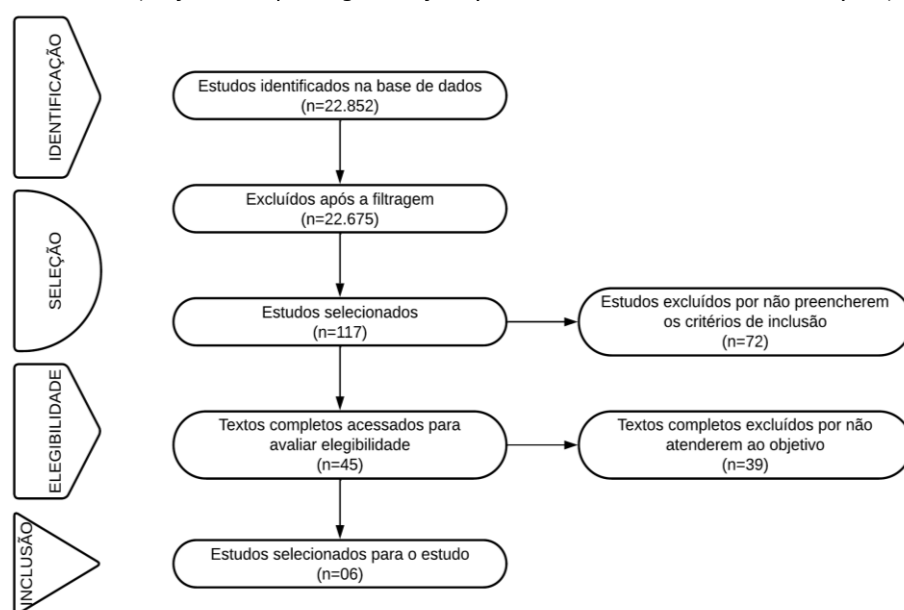 IDENTIFICAÇÃO
Estudos identificados na base de dados
(n=22.852)
Excluídos após a filtragem
(n=22.675)
SELEÇÃO
Estudos selecionados
(n=117)
Estudos excluídos por não preencherem
os critérios de inclusão
(n=72)
ELEGIBILIDADE
Textos completos acessados para
avaliar elegibilidade
(n=45)
Textos completos excluídos por não
atenderem ao objetivo
(n=39)
INNCLUSÃO
Estudos selecionados para o estudo
(n=06)